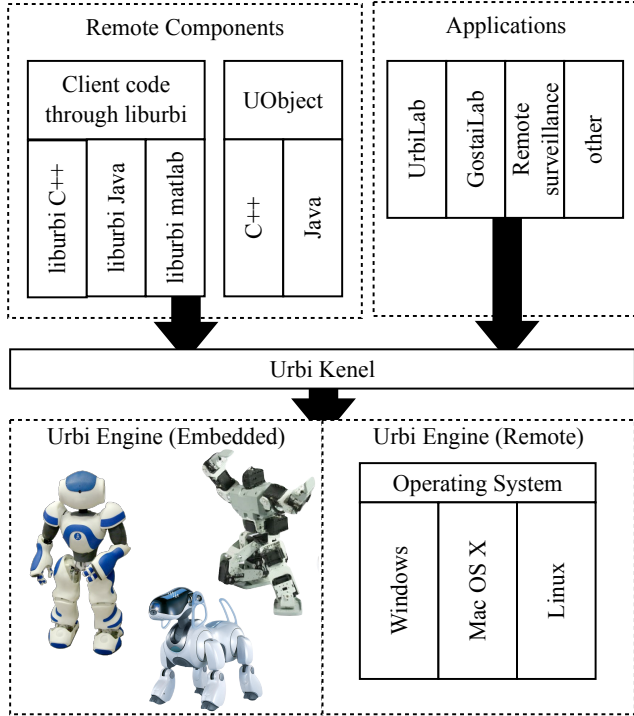 Remote Components
Client code
through liburbi
liburbi C++
liburbi Java
liburbi matlab
UObject
C++
Java
Applications
UrbiLab
GostaiLab
Remote
surveillance
other
Urbi Kenel
Urbi Engine (Embedded)
Urbi Engine (Remote)
Operating System
Windows
Mac OS X
Linux